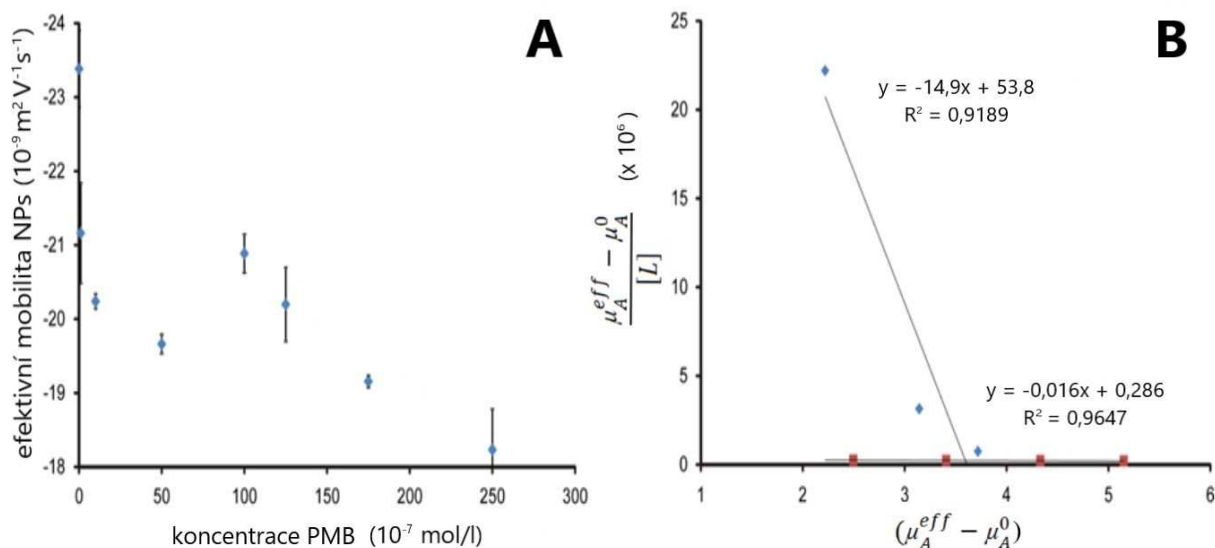 A
efektivní mobilita NPs (10⁻⁹ m² V⁻¹s⁻¹)
-24
-23
-22
-21
-20
-19
-18
0 50 100 150 200 250 300
koncentrace PMB (10⁻⁷ mol/l)
B
(x 10⁶)
μ_A^{eff} − μ_A^0
[L]
25
20
15
10
5
0
y = -14,9x + 53,8
R² = 0,9189
y = -0,016x + 0,286
R² = 0,9647
1 2 3 4 5 6
(μ_A^{eff} − μ_A^0)